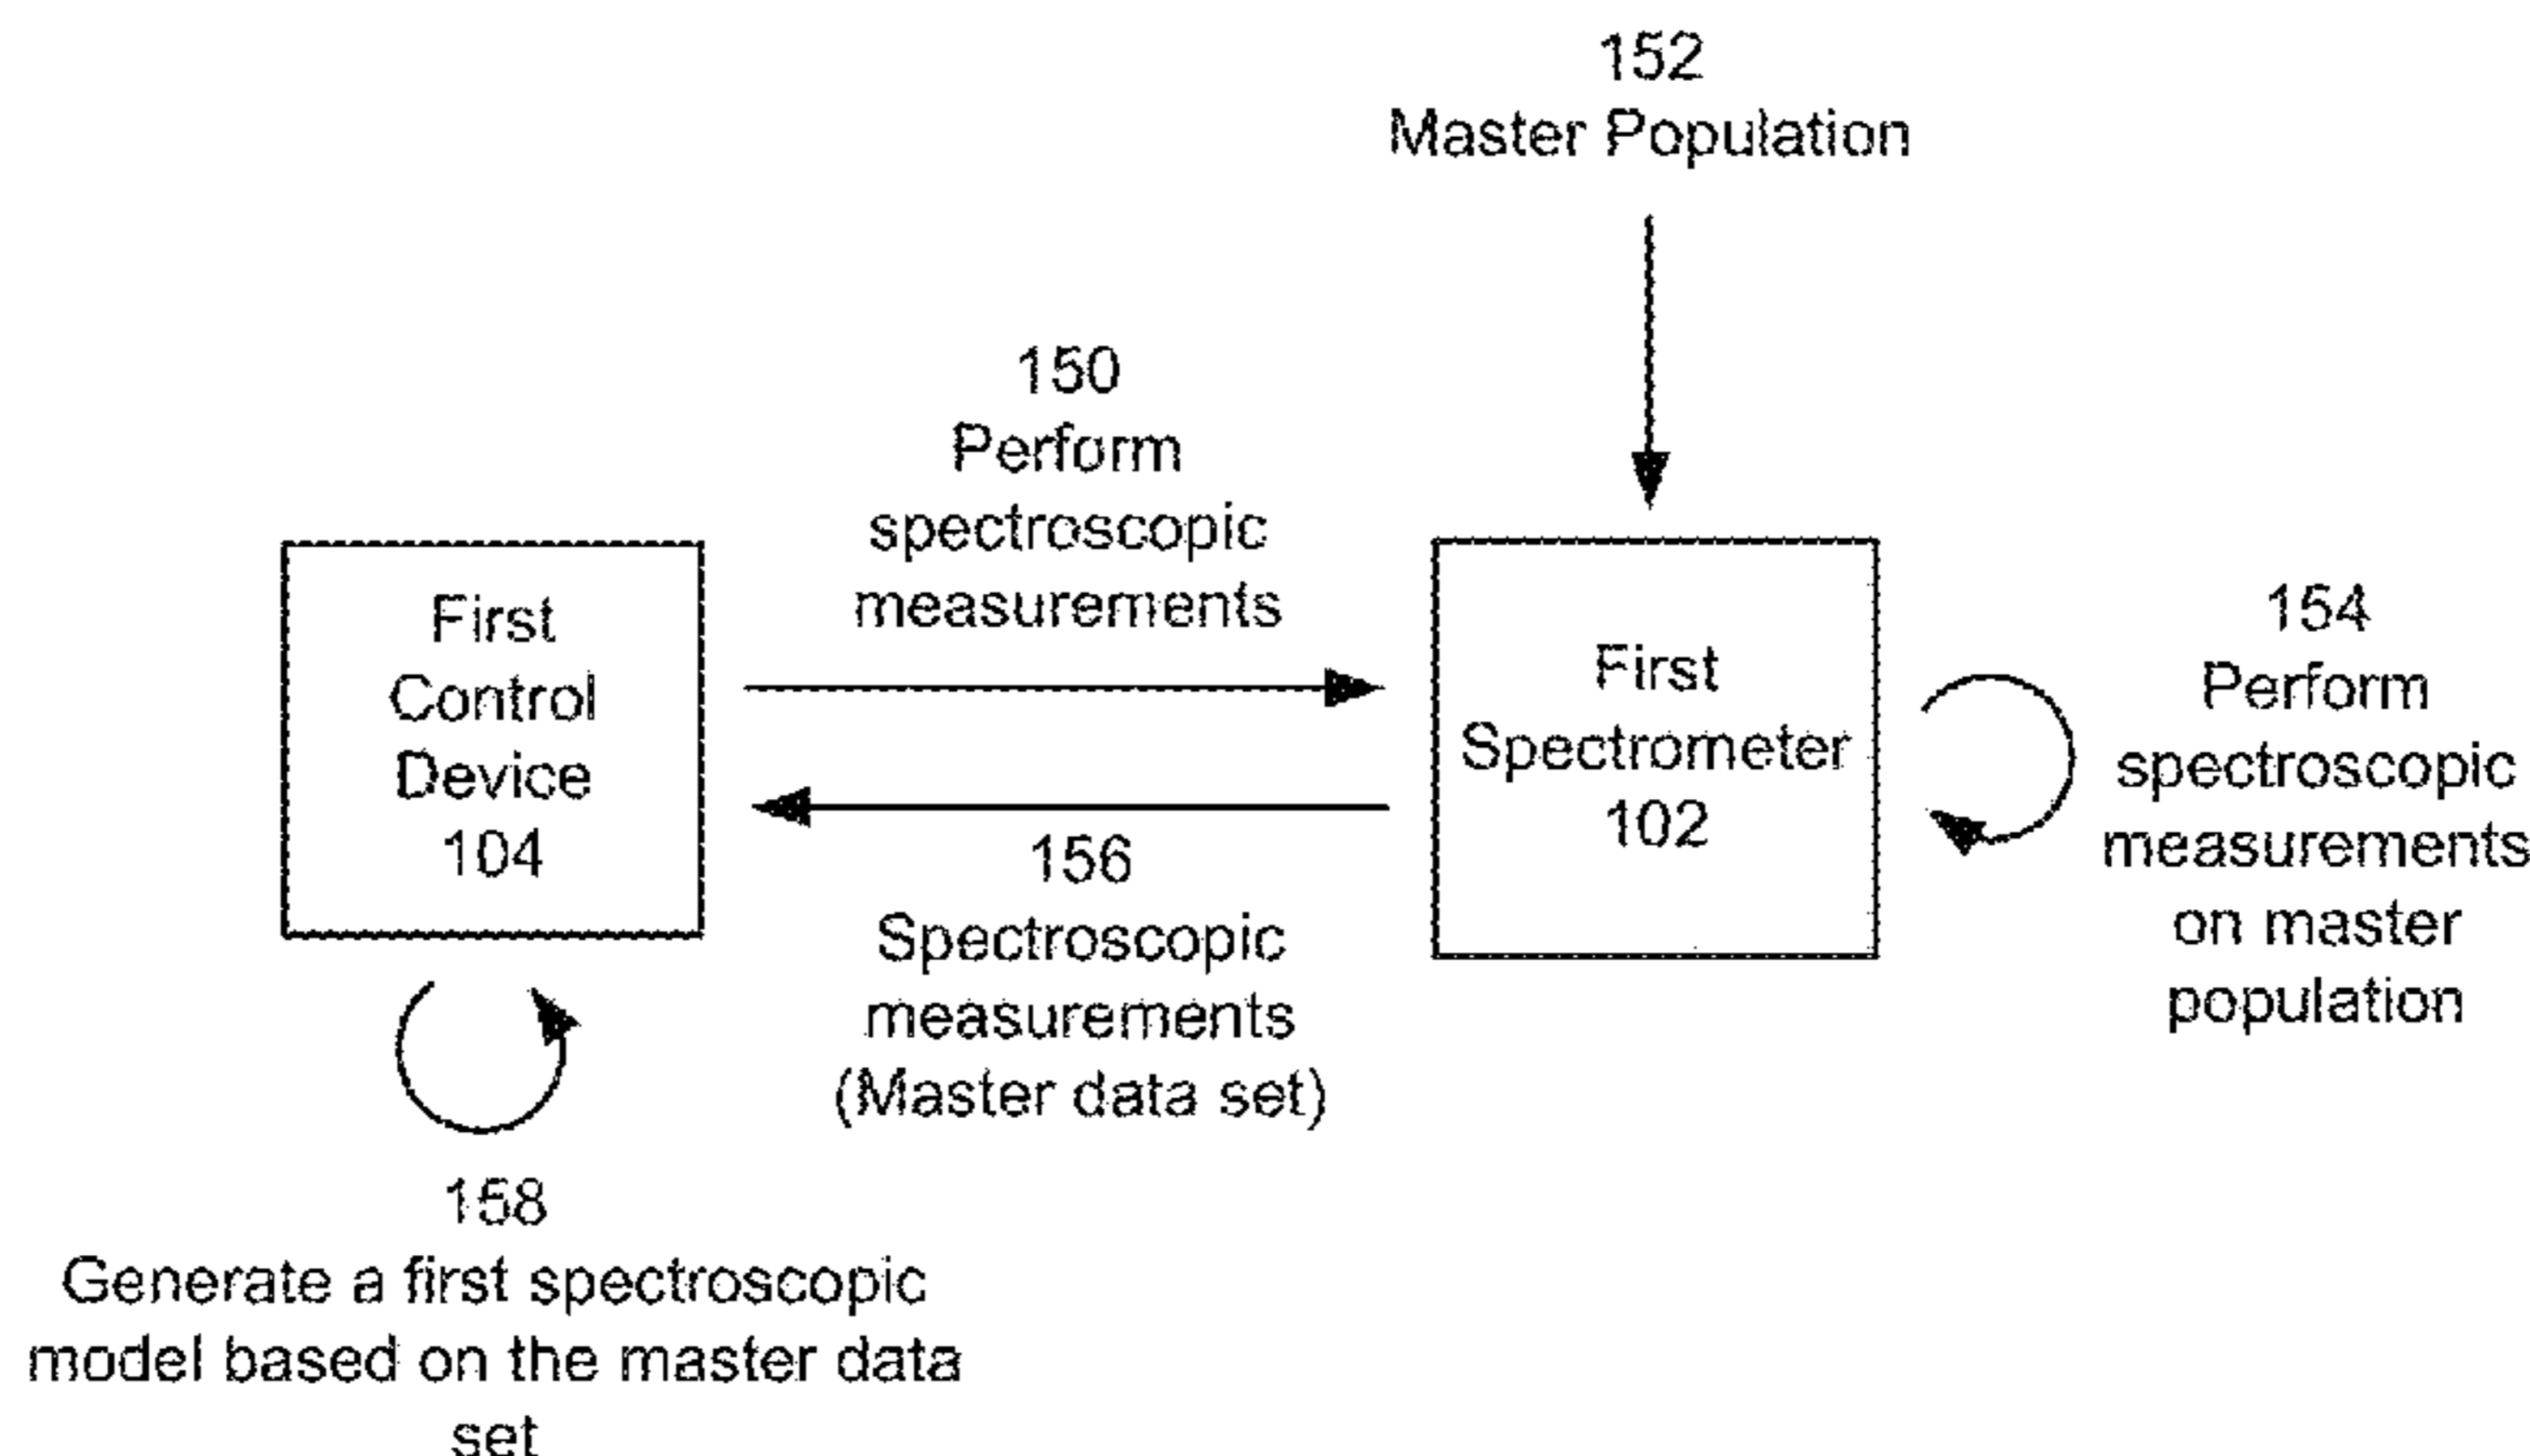 152
Master Population
150
Perform
spectroscopic
measurements
First
Control
Device
104
First
Spectrometer
102
154
Perform
spectroscopic
measurements
on master
population
156
Spectroscopic
measurements
(Master data set)
158
Generate a first spectroscopic
model based on the master data
set